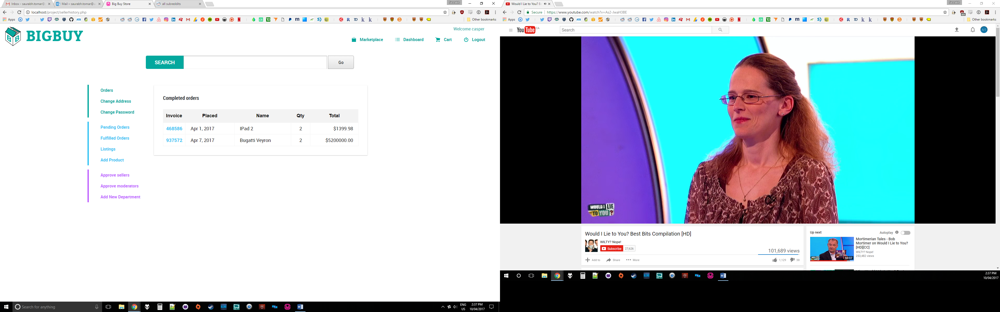 Inbox - saurabh.tomar@
Mail – saurabh.tomar@u
Big Buy Store
all subreddits
Saurabh
localhost/project/sellerhistory.php
Apps
Other bookmarks
BIGBUY
Welcome casper
Marketplace
Dashboard
Cart
Logout
SEARCH
Go
Orders
Change Address
Change Password
Pending Orders
Fulfilled Orders
Listings
Add Product
Approve sellers
Approve moderators
Add New Department
Completed orders
Invoice Placed Name Qty Total
468586 Apr 1, 2017 IPad 2 2 $1399.98
937572 Apr 7, 2017 Bugatti Veyron 2 $5200000.00
Search for anything
ENG
US
2:37 PM
10/04/2017
Would I Lie to You? B
Saurabh
Secure https://www.youtube.com/watch?v=As2-JwaH3BE
Apps
Other bookmarks
YouTube CA
Search
WOULD I LIE
TO YOU?
Would I Lie to You? Best Bits Compilation [HD]
WILTY? Nope!
Subscribe 27,626
101,689 views
Add to
Share
More
1,129
38
Up next
Autoplay
50:37
Mortimerian Tales - Bob
Mortimer on Would I Lie to You?
[HD][CC]
WILTY? Nope!
253,482 views
2:37 PM
10/04/2017